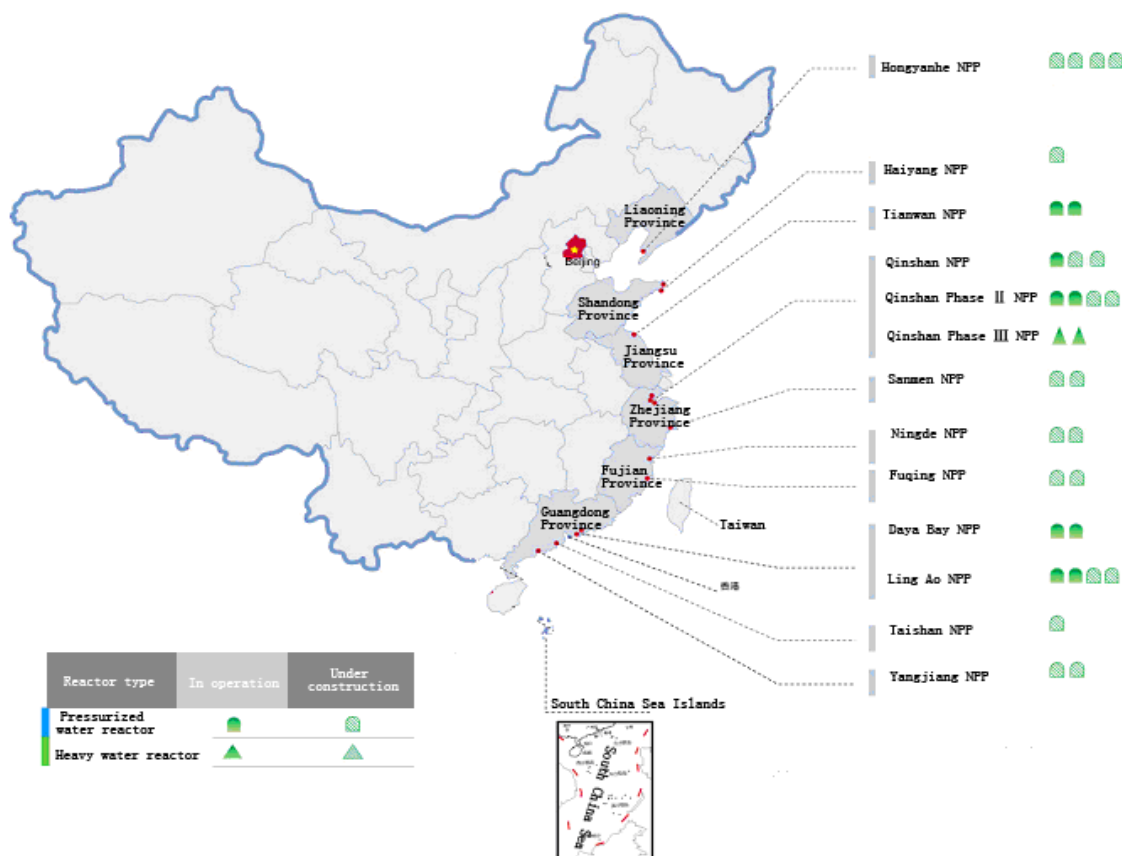 Hongyanhe NPP
Haiyang NPP
Liaoning
Province
Tianwan NPP
Beijing
Qinshan NPP
Qinshan Phase Ⅱ NPP
Shandong
Province
Qinshan Phase Ⅲ NPP
Jiangsu
Province
Sanmen NPP
Zhejiang
Province
Ningde NPP
Fujian
Province
Fuqing NPP
Guangdong
Province
Taiwan
Daya Bay NPP
Ling Ao NPP
香港
Taishan NPP
Yangjiang NPP
Reactor type
In operation
Under
construction
Pressurized
water reactor
Heavy water reactor
South China Sea Islands
South China Sea